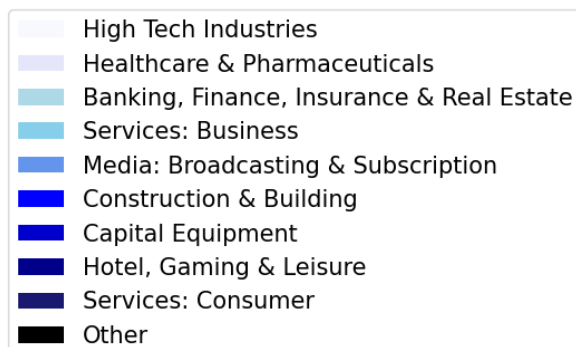 High Tech Industries
Healthcare & Pharmaceuticals
Banking, Finance, Insurance & Real Estate
Services: Business
Media: Broadcasting & Subscription
Construction & Building
Capital Equipment
Hotel, Gaming & Leisure
Services: Consumer
Other